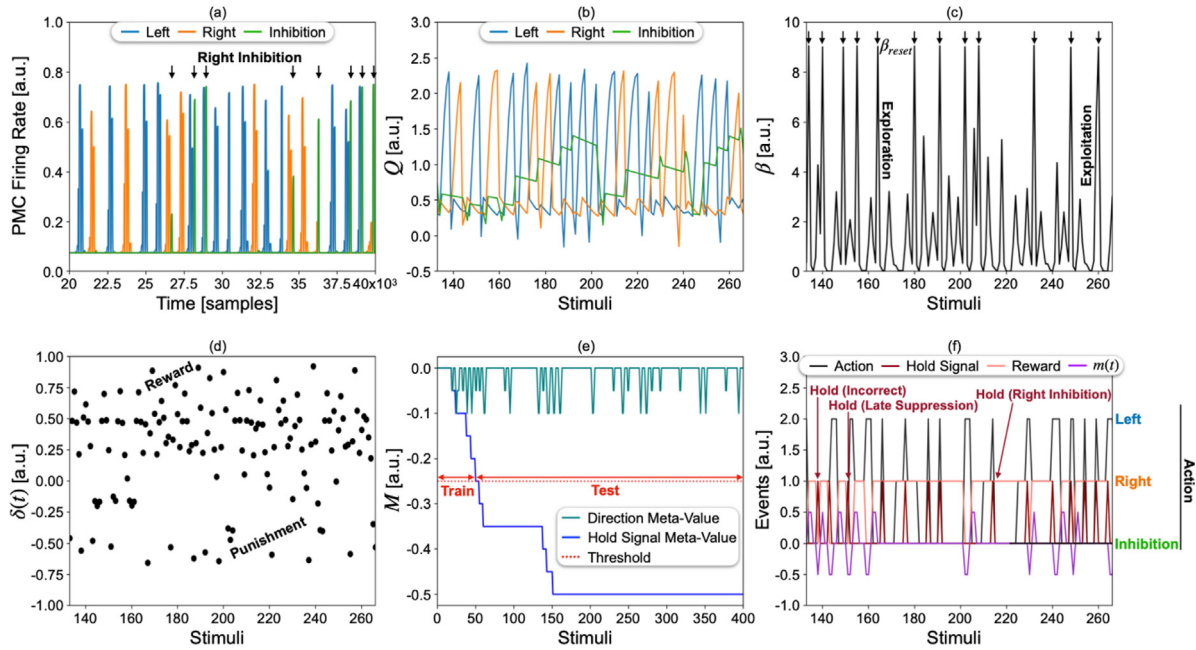 (a)
Left Right Inhibition
Right Inhibition
PMC Firing Rate [a.u.]
1.0
0.8
0.6
0.4
0.2
0.0
20 22.5 25 27.5 30 32.5 35 37.5 40x10³
Time [samples]
(b)
Left Right Inhibition
Q [a.u.]
3.0
2.5
2.0
1.5
1.0
0.5
0.0
-0.5
140 160 180 200 220 240 260
Stimuli
(c)
βreset
Exploration
Exploitation
β [a.u.]
10
8
6
4
2
0
140 160 180 200 220 240 260
Stimuli
(d)
Reward
Punishment
δ(t) [a.u.]
1.00
0.75
0.50
0.25
0.00
-0.25
-0.50
-0.75
-1.00
140 160 180 200 220 240 260
Stimuli
(e)
M [a.u.]
0.0
-0.1
-0.2
-0.3
-0.4
-0.5
Train Test
Direction Meta-Value
Hold Signal Meta-Value
Threshold
0 50 100 150 200 250 300 350 400
Stimuli
(f)
Action Hold Signal Reward m(t)
Hold (Incorrect)
Hold (Right Inhibition)
Hold (Late Suppression)
Left
Right
Inhibition
Action
Events [a.u.]
3.0
2.5
2.0
1.5
1.0
0.5
0.0
-0.5
-1.0
140 160 180 200 220 240 260
Stimuli